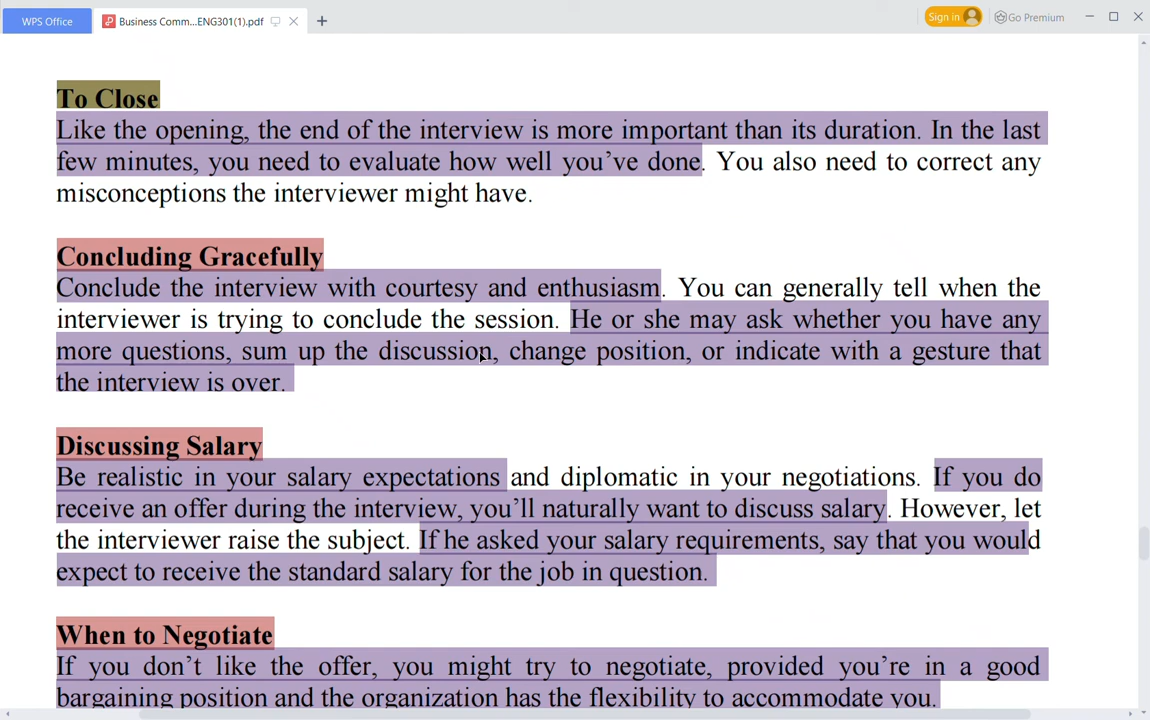 WPS Office
Business Comm...ENG301(1).pdf
Sign in
Go Premium
To Close
Like the opening, the end of the interview is more important than its duration. In the last
few minutes, you need to evaluate how well you've done. You also need to correct any
misconceptions the interviewer might have.
Concluding Gracefully
Conclude the interview with courtesy and enthusiasm. You can generally tell when the
interviewer is trying to conclude the session. He or she may ask whether you have any
more questions, sum up the discussion, change position, or indicate with a gesture that
the interview is over.
Discussing Salary
Be realistic in your salary expectations and diplomatic in your negotiations. If you do
receive an offer during the interview, you'll naturally want to discuss salary. However, let
the interviewer raise the subject. If he asked your salary requirements, say that you would
expect to receive the standard salary for the job in question.
When to Negotiate
If you don't like the offer, you might try to negotiate, provided you're in a good
bargaining position and the organization has the flexibility to accommodate you.